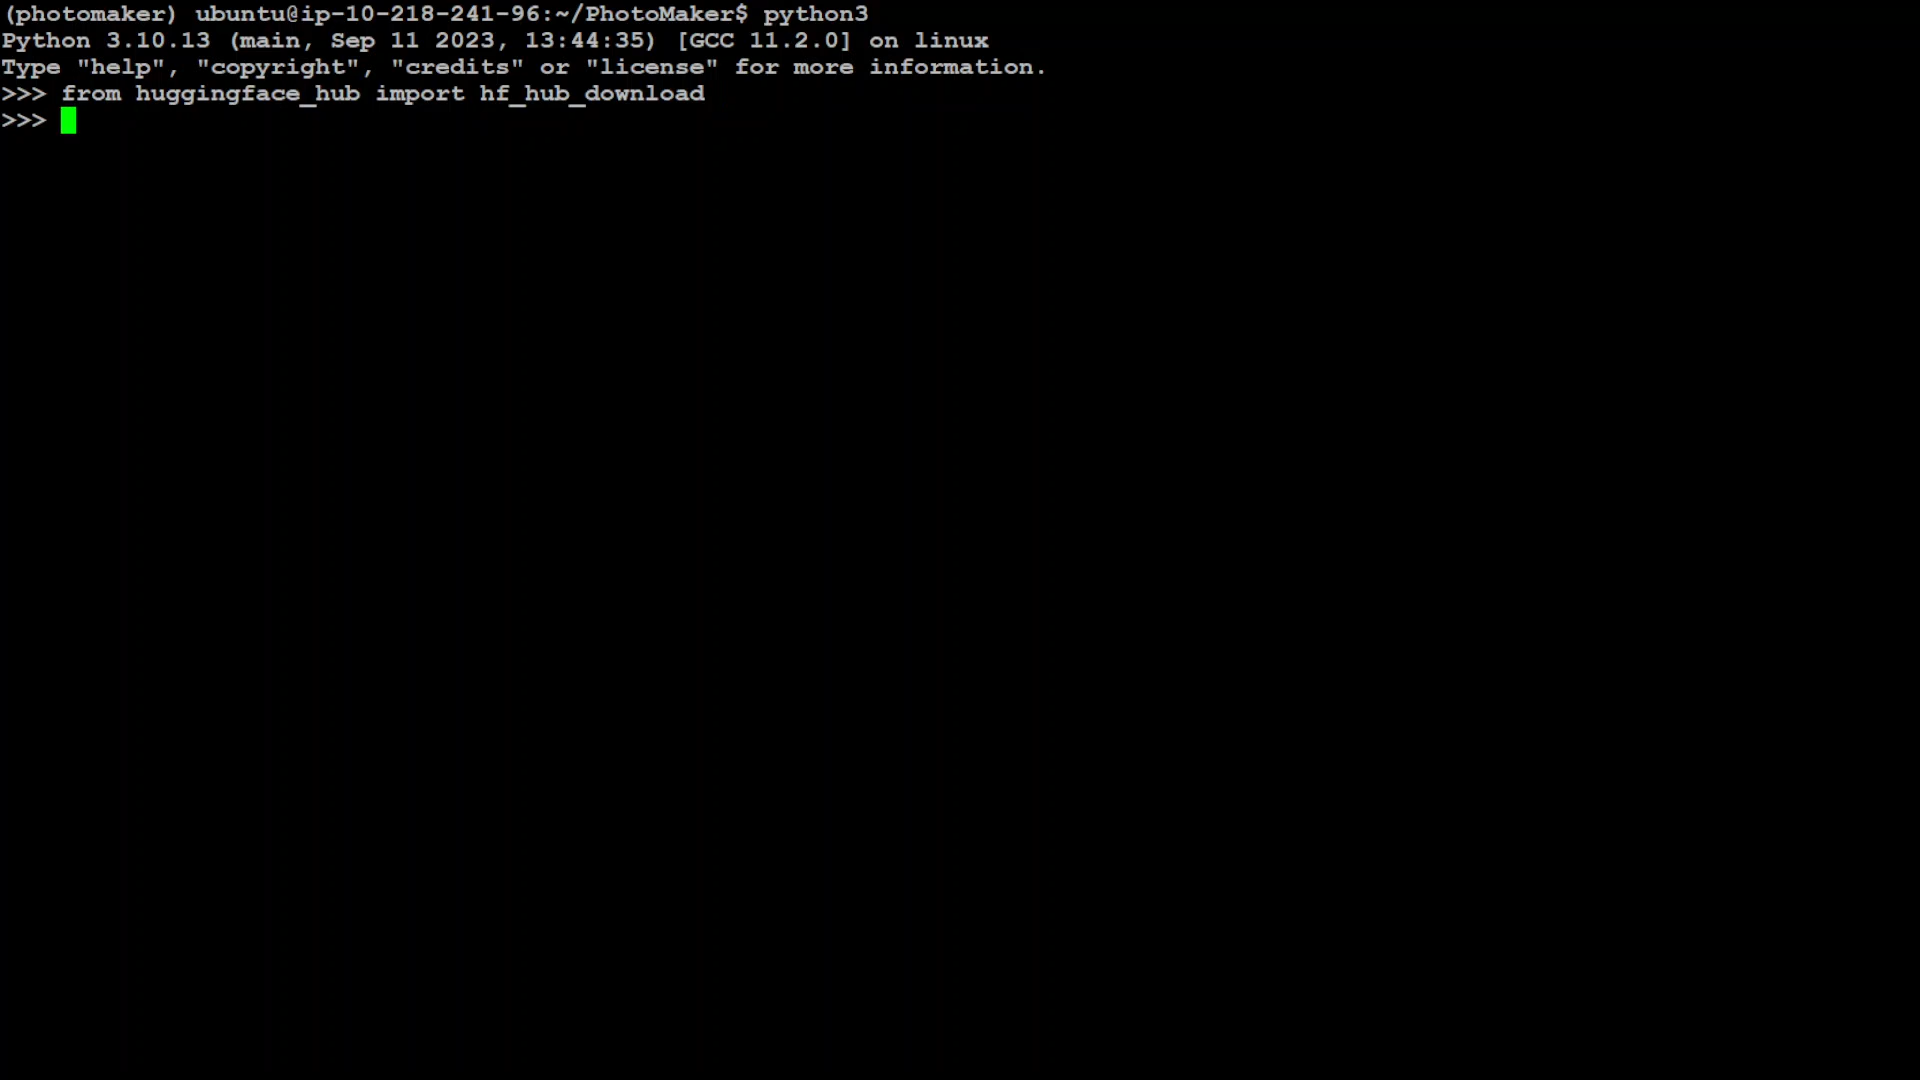 (photomaker) ubuntu@ip-10-218-241-96:~/PhotoMaker$ python3
Python 3.10.13 (main, Sep 11 2023, 13:44:35) [GCC 11.2.0] on linux
Type "help", "copyright", "credits" or "license" for more information.
>>> from huggingface_hub import hf_hub_download
>>>